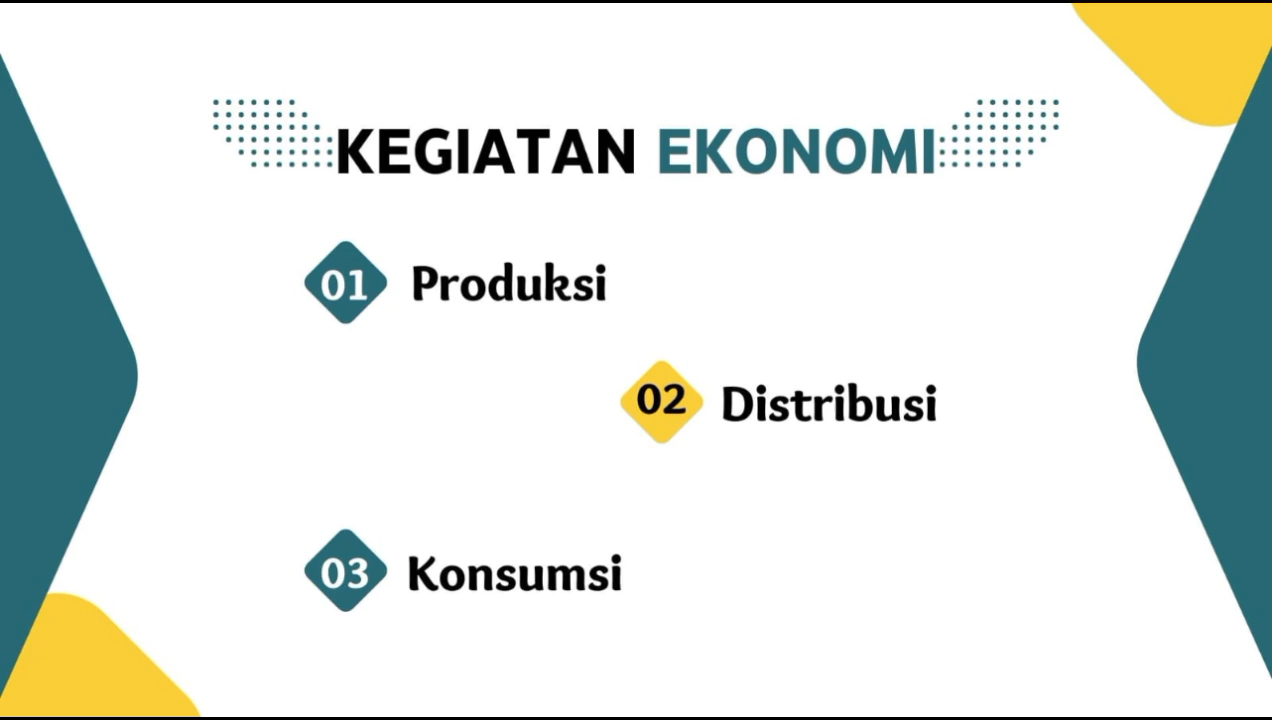 KEGIATAN EKONOMI
01 Produksi
02 Distribusi
03 Konsumsi